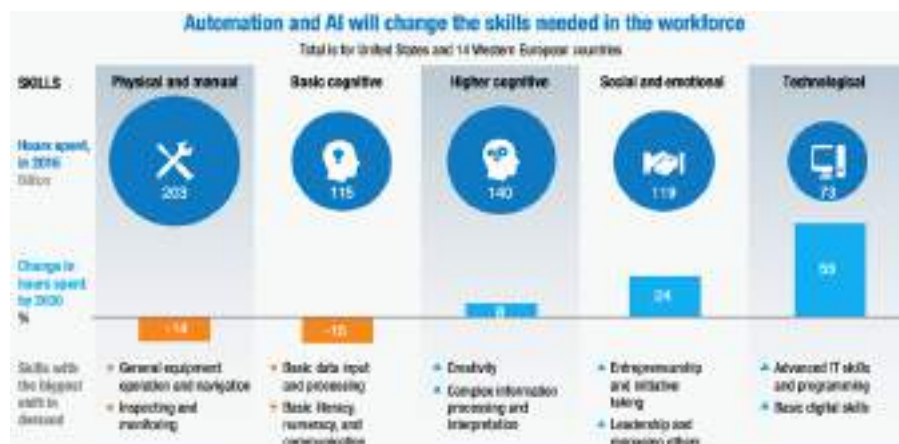 Automation and AI will change the skills needed in the workforce
Total is for United States and 14 Western European countries
SKILLS
Physical and manual
Basic cognitive
Higher cognitive
Social and emotional
Technological
Hours spent,
in 2016
Billion
203
115
140
119
73
Change in
hours spent
by 2030
%
-14
-15
24
55
Skills with
the biggest
shift in
demand
General equipment
operation and navigation
Inspecting and
monitoring
Basic data input
and processing
Basic literacy,
numeracy, and
communication
Creativity
Complex information
processing and
interpretation
Entrepreneurship
and initiative
taking
Leadership and
managing others
Advanced IT skills
and programming
Basic digital skills